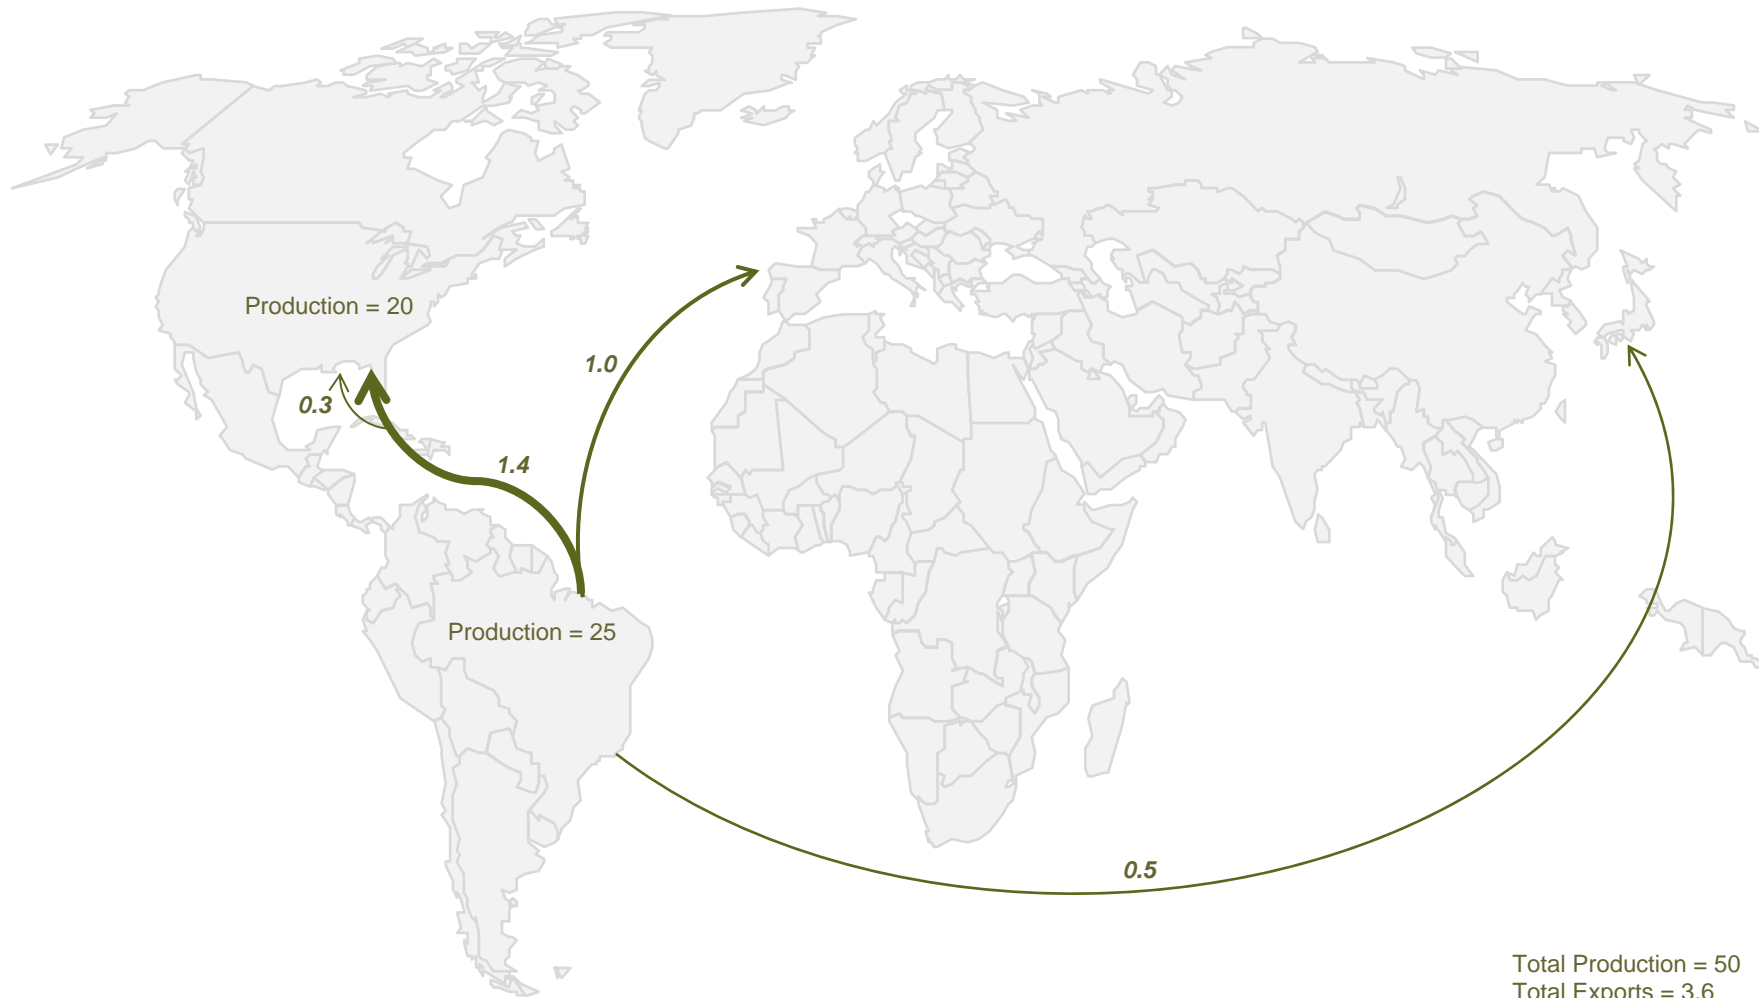 Production = 20
1.0
0.3
1.4
Production = 25
0.5
Total Production = 50
Total Exports = 3.6